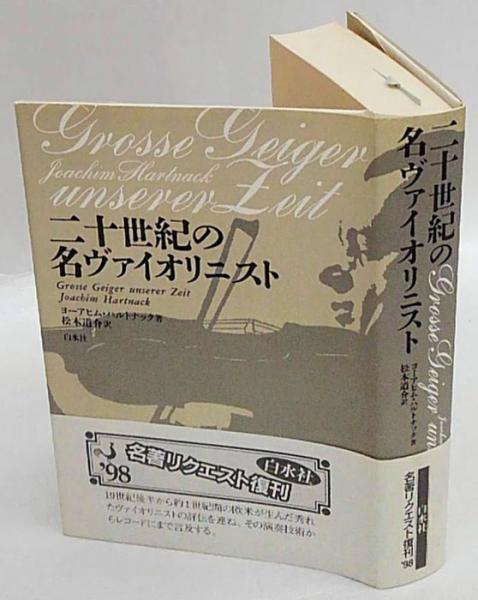 Grosse Geiger
Joachim Hartnack
unserer Zeit
二十世紀の
名ヴァイオリニスト
Grosse Geiger unserer Zeit
Joachim Hartnack
ヨーアヒム・ハルトナック著
松本道介訳
白水社
'98
名著リクエスト復刊
白水社
19世紀後半から約1世紀間の欧米が生んだ秀れ
たヴァイオリニストの評伝を連ね、その演奏技術か
らレコードにまで言及する。
二十世紀の
名ヴァイオリニスト
Grosse Geiger un
ヨーアヒム・ハルトナック著
松本道介訳
白水社
名著リクエスト復刊 '98